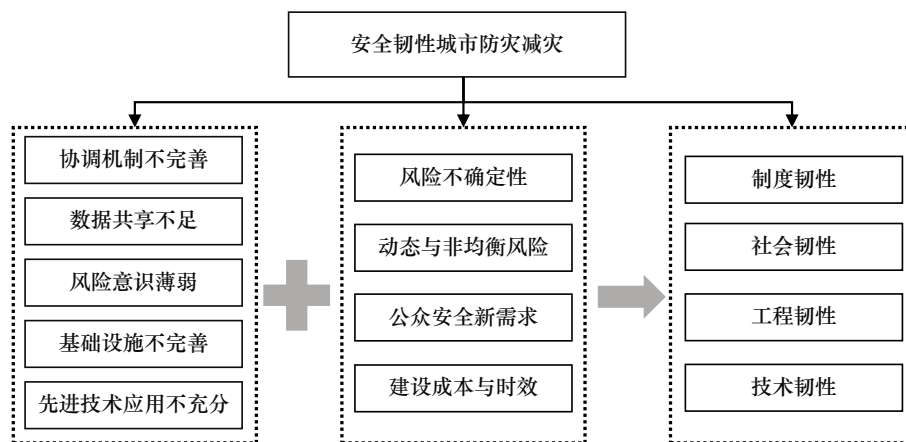 安全韧性城市防灾减灾
协调机制不完善
数据共享不足
风险意识薄弱
基础设施不完善
先进技术应用不充分
风险不确定性
动态与非均衡风险
公众安全新需求
建设成本与时效
制度韧性
社会韧性
工程韧性
技术韧性